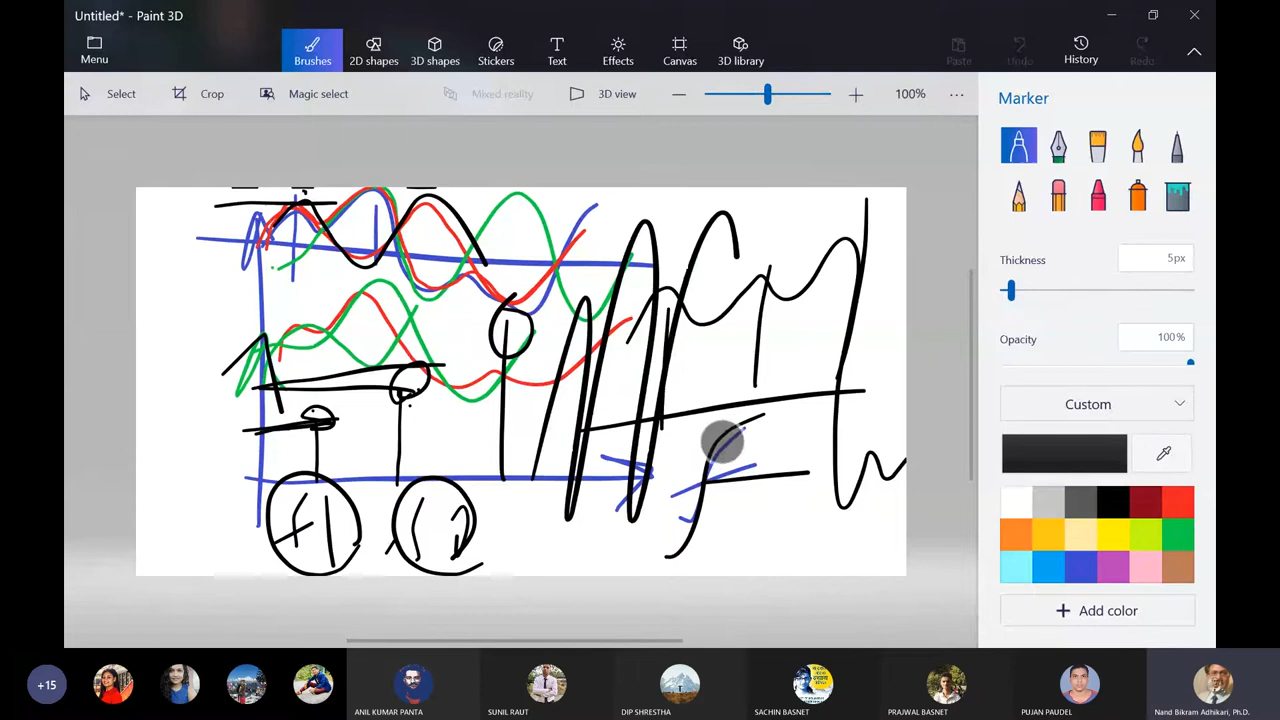 Untitled* - Paint 3D
Menu
Brushes
2D shapes
3D shapes
Stickers
Text
Effects
Canvas
3D library
Paste
Undo
History
Redo
Select
Crop
Magic select
Mixed reality
3D view
100%
Marker
Thickness
5px
Opacity
100%
Custom
Add color
f1
f2
f
+15
ANIL KUMAR PANTA
SUNIL RAUT
DIP SHRESTHA
SACHIN BASNET
PRAJWAL BASNET
PUJAN PAUDEL
Nand Bikram Adhikari, Ph.D.